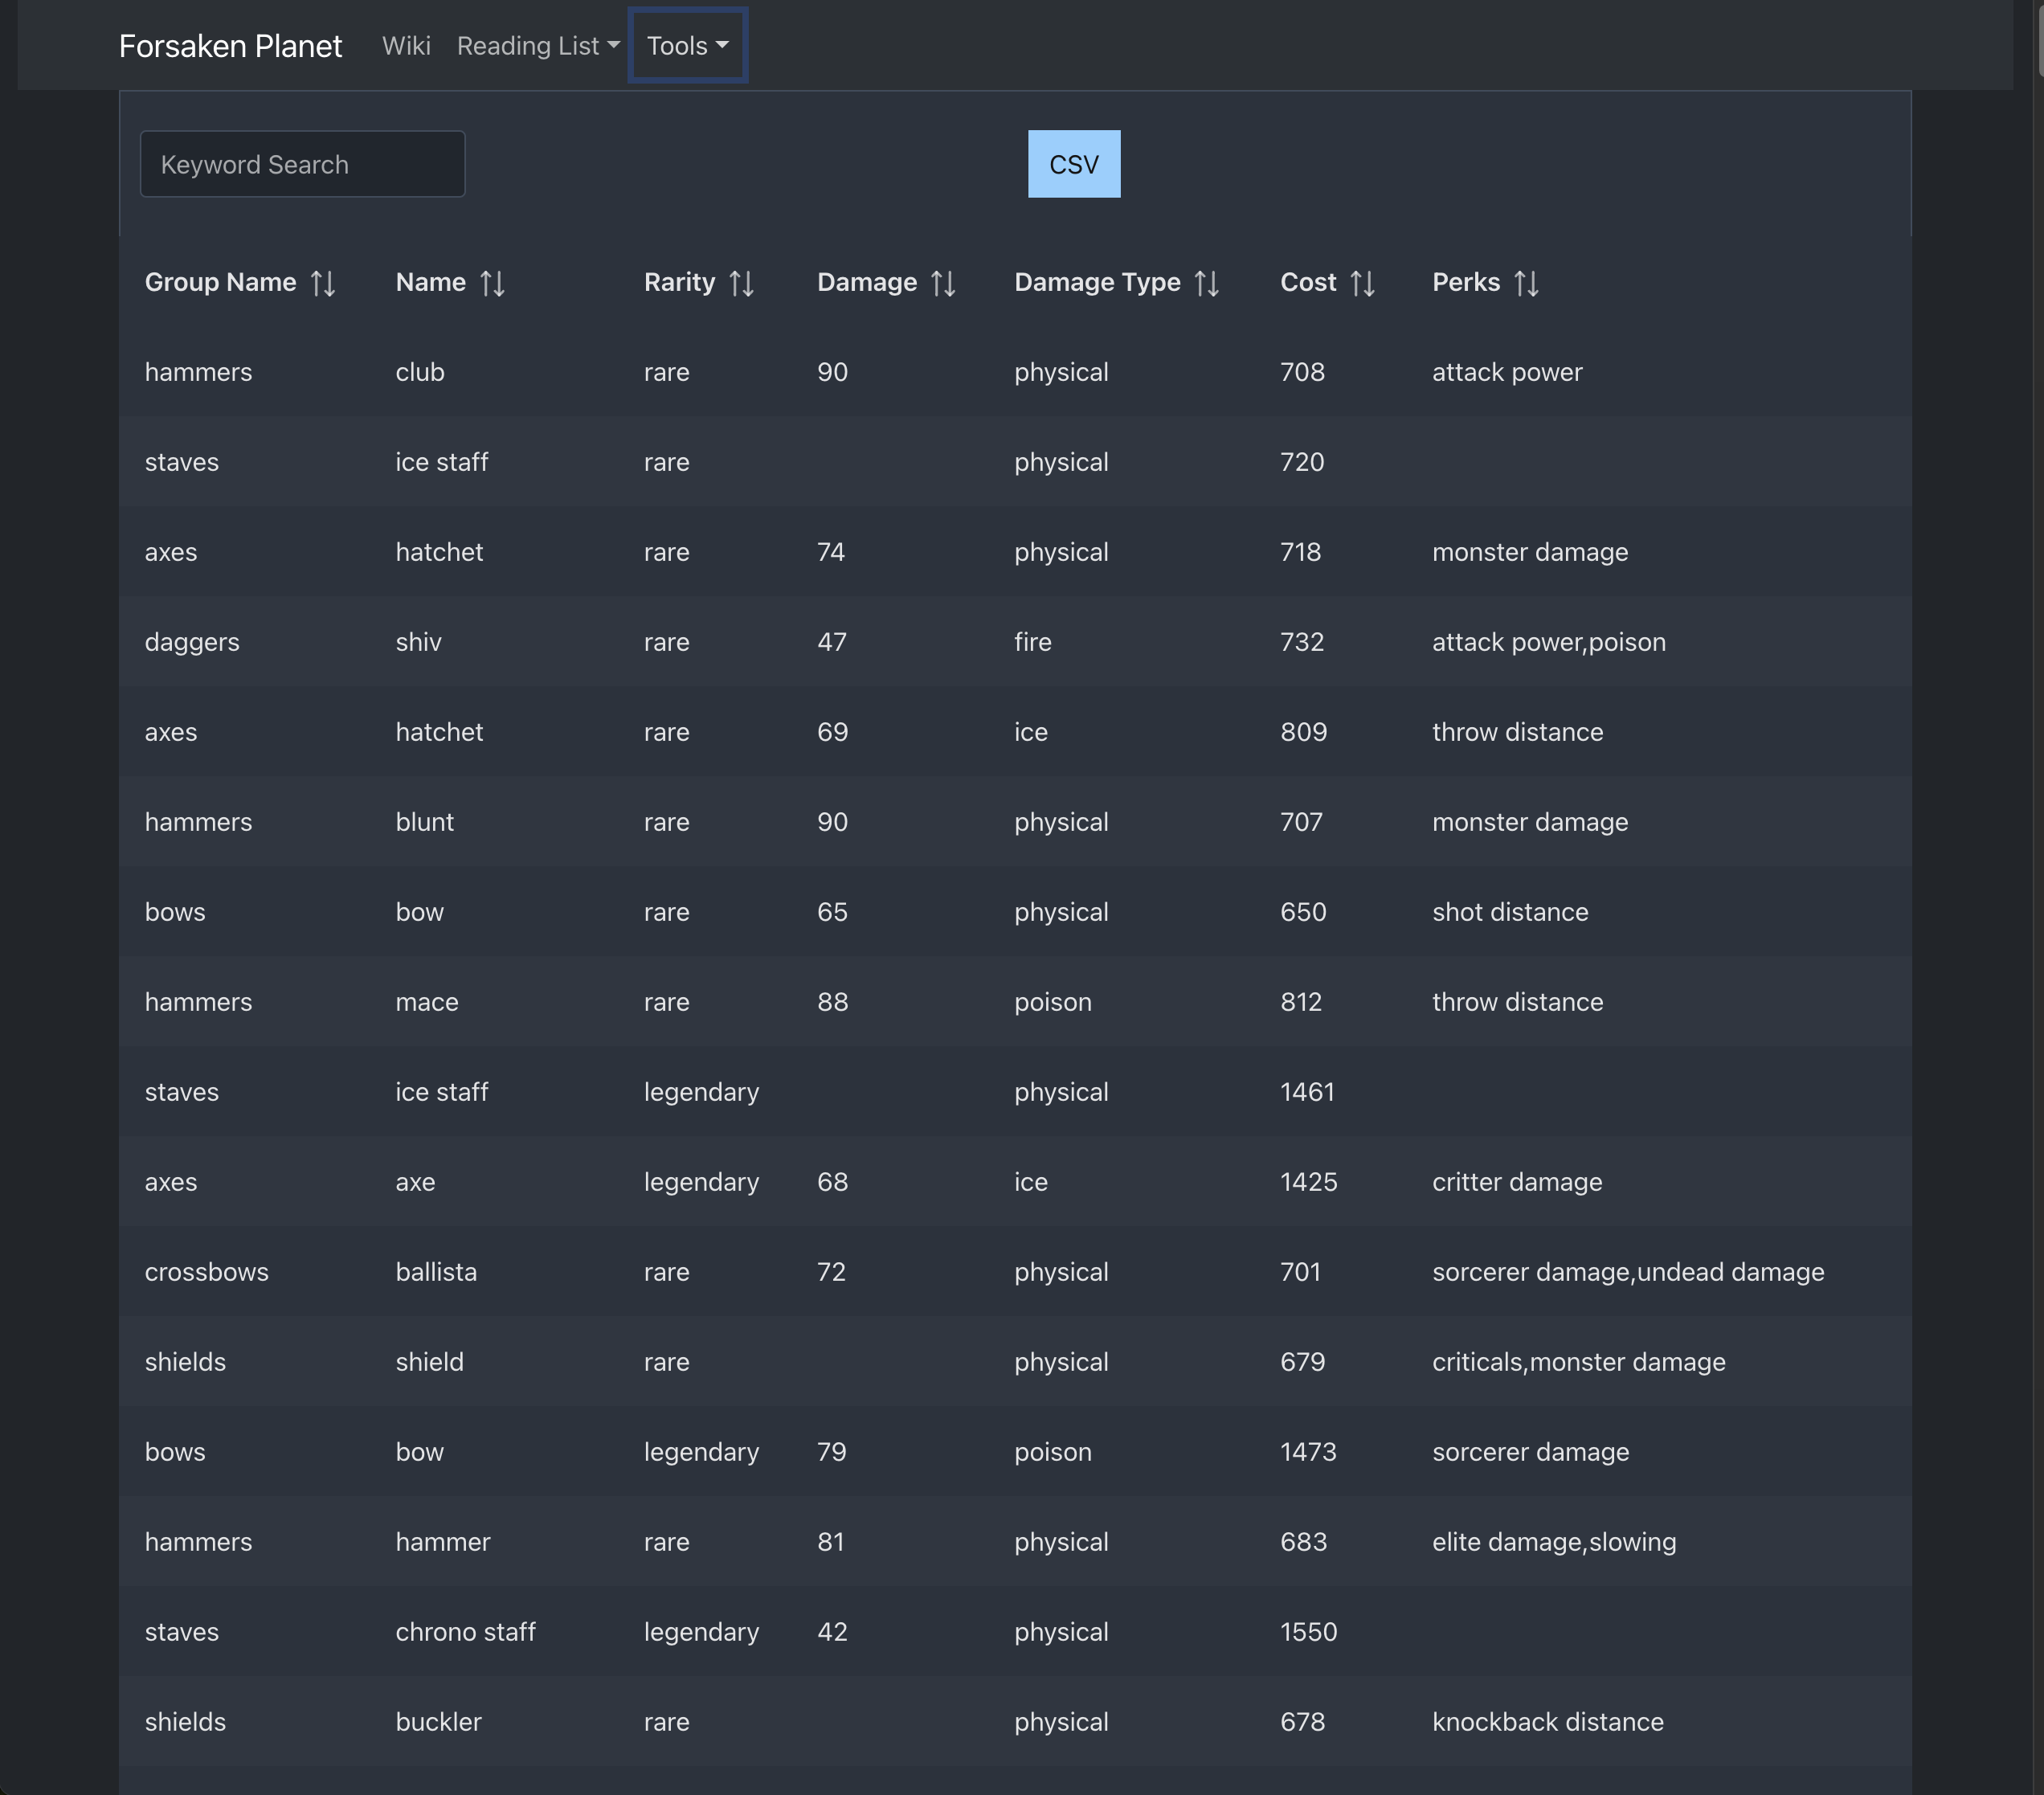 Forsaken Planet Wiki Reading List Tools
Keyword Search CSV
Group Name Name Rarity Damage Damage Type Cost Perks
hammers club rare 90 physical 708 attack power
staves ice staff rare physical 720
axes hatchet rare 74 physical 718 monster damage
daggers shiv rare 47 fire 732 attack power,poison
axes hatchet rare 69 ice 809 throw distance
hammers blunt rare 90 physical 707 monster damage
bows bow rare 65 physical 650 shot distance
hammers mace rare 88 poison 812 throw distance
staves ice staff legendary physical 1461
axes axe legendary 68 ice 1425 critter damage
crossbows ballista rare 72 physical 701 sorcerer damage,undead damage
shields shield rare physical 679 criticals,monster damage
bows bow legendary 79 poison 1473 sorcerer damage
hammers hammer rare 81 physical 683 elite damage,slowing
staves chrono staff legendary 42 physical 1550
shields buckler rare physical 678 knockback distance